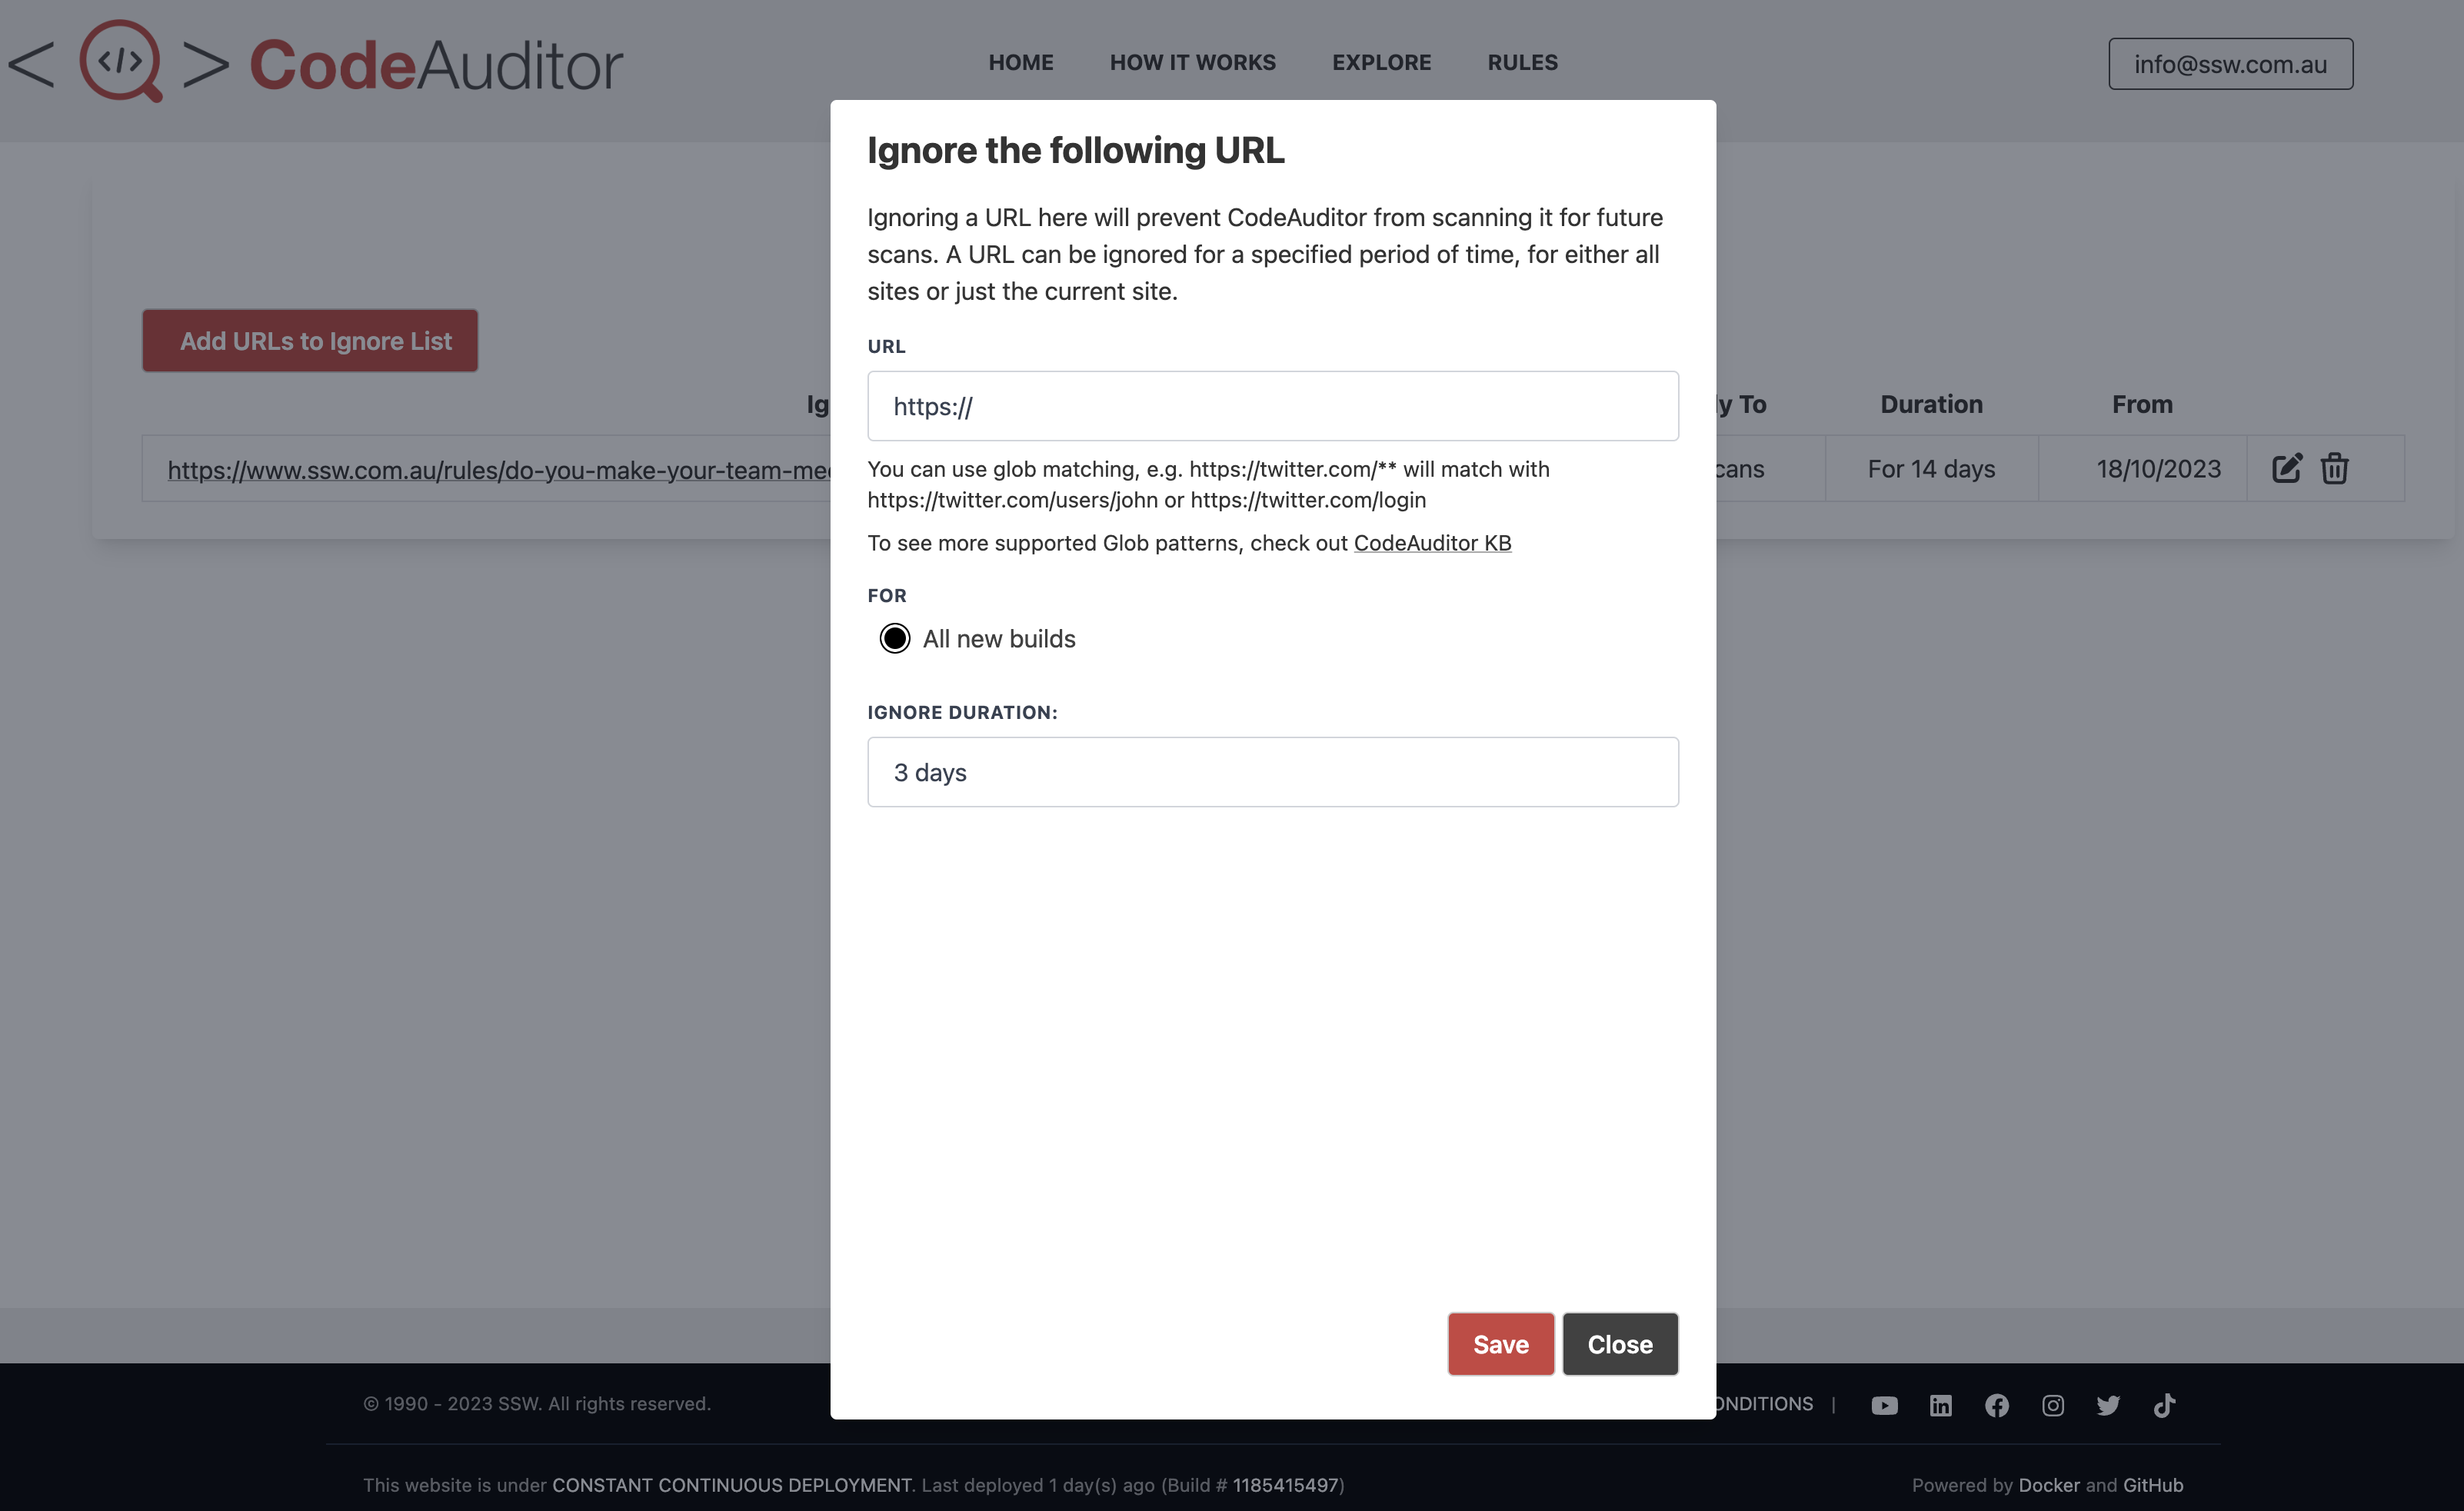 < </> > CodeAuditor
HOME HOW IT WORKS EXPLORE RULES
info@ssw.com.au
Ignore the following URL
Ignoring a URL here will prevent CodeAuditor from scanning it for future
scans. A URL can be ignored for a specified period of time, for either all
sites or just the current site.
Add URLs to Ignore List
URL
https://
Ig
y To Duration From
https://www.ssw.com.au/rules/do-you-make-your-team-mee
cans For 14 days 18/10/2023
You can use glob matching, e.g. https://twitter.com/** will match with
https://twitter.com/users/john or https://twitter.com/login
To see more supported Glob patterns, check out CodeAuditor KB
FOR
All new builds
IGNORE DURATION:
3 days
Save Close
© 1990 - 2023 SSW. All rights reserved.
ONDITIONS |
This website is under CONSTANT CONTINUOUS DEPLOYMENT. Last deployed 1 day(s) ago (Build # 1185415497)
Powered by Docker and GitHub